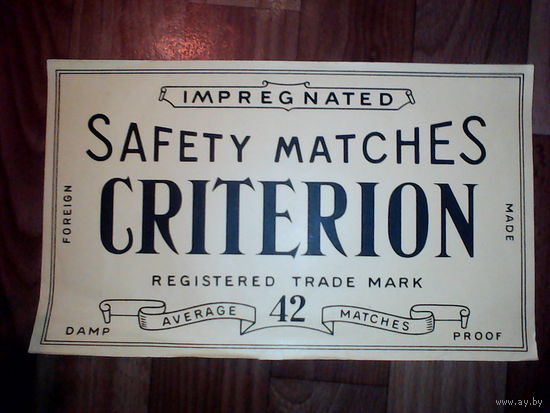 IMPREGNATED
SAFETY MATCHES
CRITERION
FOREIGN
MADE
REGISTERED TRADE MARK
AVERAGE 42 MATCHES
DAMP PROOF
www.ay.by